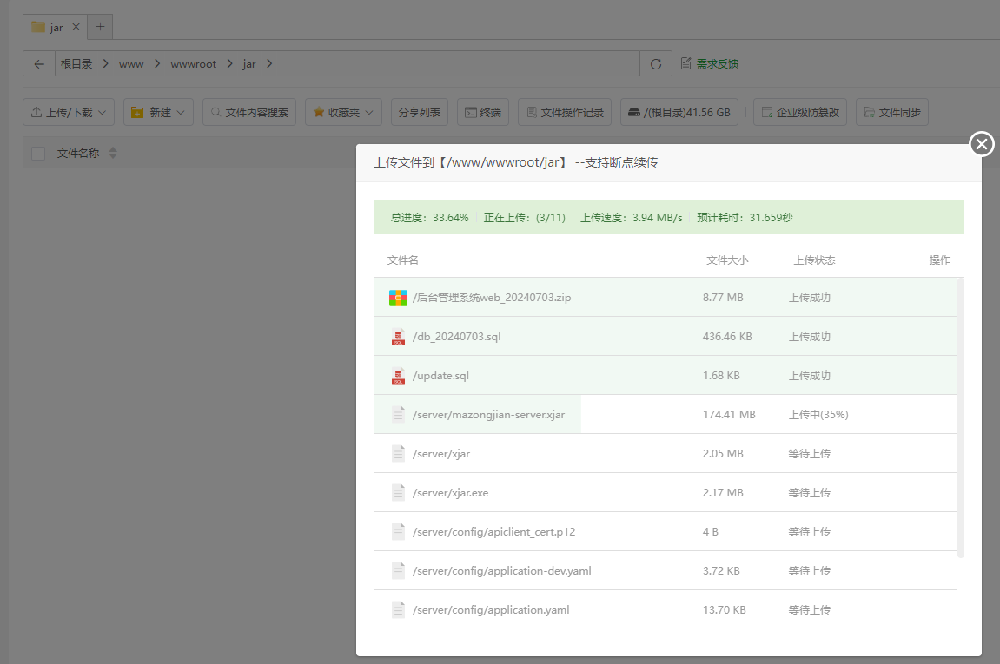 jar
根目录 www wwwroot jar 需求反馈
上传/下载 新建 文件内容搜索 收藏夹 分享列表 终端 文件操作记录 /(根目录)41.56 GB 企业级防篡改 文件同步
文件名称
上传文件到【/www/wwwroot/jar】 --支持断点续传
总进度：33.64% 正在上传：(3/11) 上传速度：3.94 MB/s 预计耗时：31.659秒
文件名 文件大小 上传状态 操作
/后台管理系统web_20240703.zip 8.77 MB 上传成功
/db_20240703.sql 436.46 KB 上传成功
/update.sql 1.68 KB 上传成功
/server/mazongjian-server.xjar 174.41 MB 上传中(35%)
/server/xjar 2.05 MB 等待上传
/server/xjar.exe 2.17 MB 等待上传
/server/config/apiclient_cert.p12 4 B 等待上传
/server/config/application-dev.yaml 3.72 KB 等待上传
/server/config/application.yaml 13.70 KB 等待上传